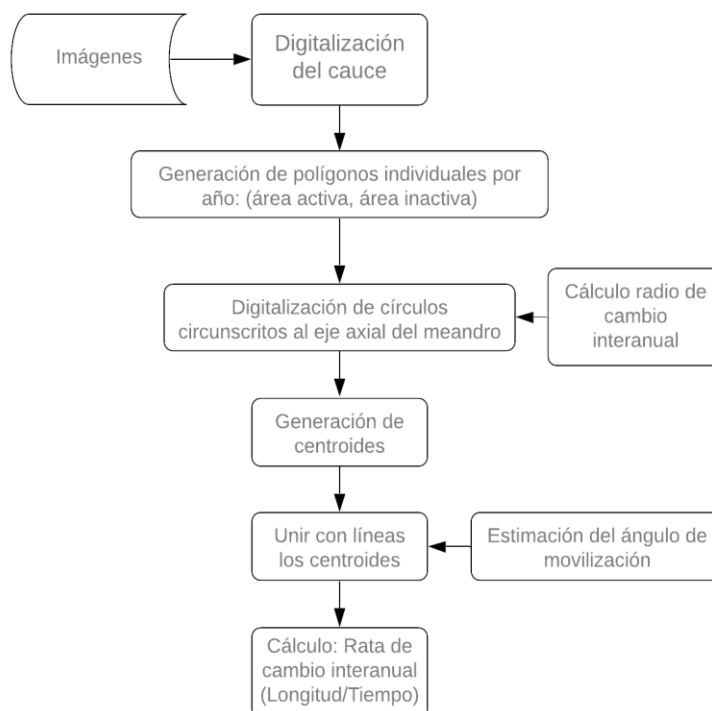 Imágenes
Digitalización
del cauce
Generación de polígonos individuales por
año: (área activa, área inactiva)
Digitalización de círculos
circunscritos al eje axial del meandro
Cálculo radio de
cambio
interanual
Generación de
centroides
Unir con líneas
los centroides
Estimación del ángulo de
movilización
Cálculo: Rata de
cambio interanual
(Longitud/Tiempo)